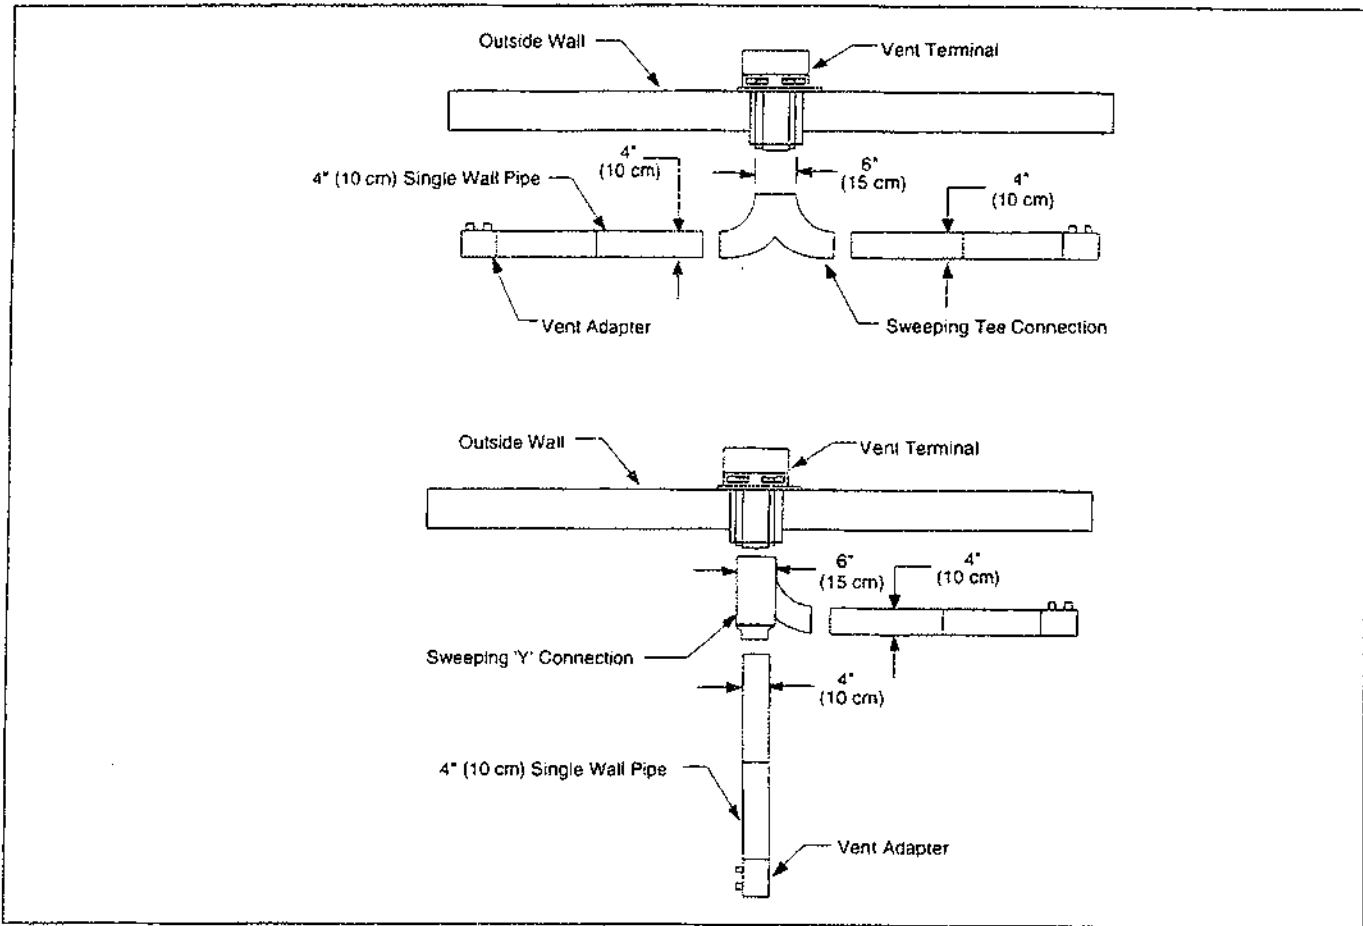 Outside Wall
Vent Terminal
4"
(10 cm)
6"
(15 cm)
4" (10 cm) Single Wall Pipe
4"
(10 cm)
Vent Adapter
Sweeping Tee Connection
Outside Wall
Vent Terminal
6"
(15 cm)
4"
(10 cm)
Sweeping 'Y' Connection
4"
(10 cm)
4" (10 cm) Single Wall Pipe
Vent Adapter